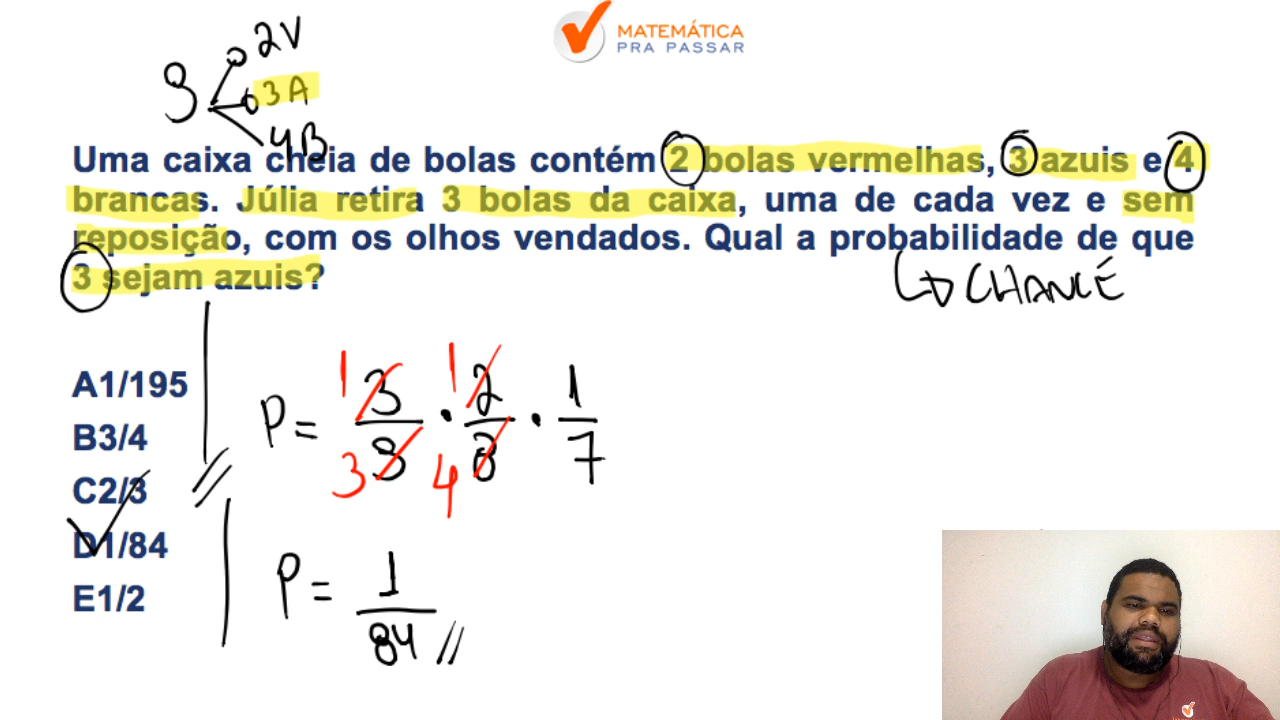 MATEMÁTICA
PRA PASSAR
9
2V
3A
4B
Uma caixa cheia de bolas contém 2 bolas vermelhas, 3 azuis e 4
brancas. Júlia retira 3 bolas da caixa, uma de cada vez e sem
reposição, com os olhos vendados. Qual a probabilidade de que
3 sejam azuis?
CHANCE
A1/195
B3/4
C2/3
D1/84
E1/2
1 1
P = 3/9 · 2/8 · 1/7
3 4
P = 1/84 //